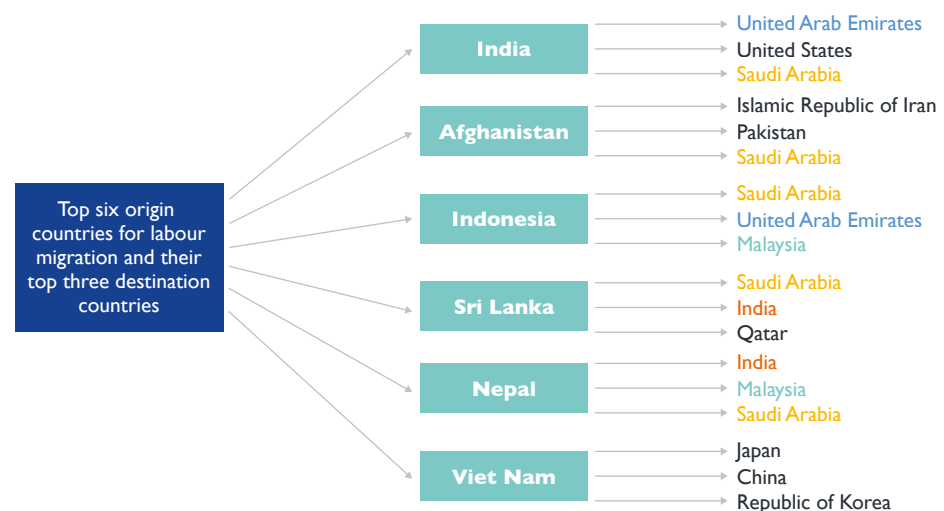 Top six origin
countries for labour
migration and their
top three destination
countries
India
United Arab Emirates
United States
Saudi Arabia
Afghanistan
Islamic Republic of Iran
Pakistan
Saudi Arabia
Indonesia
Saudi Arabia
United Arab Emirates
Malaysia
Sri Lanka
Saudi Arabia
India
Qatar
Nepal
India
Malaysia
Saudi Arabia
Viet Nam
Japan
China
Republic of Korea